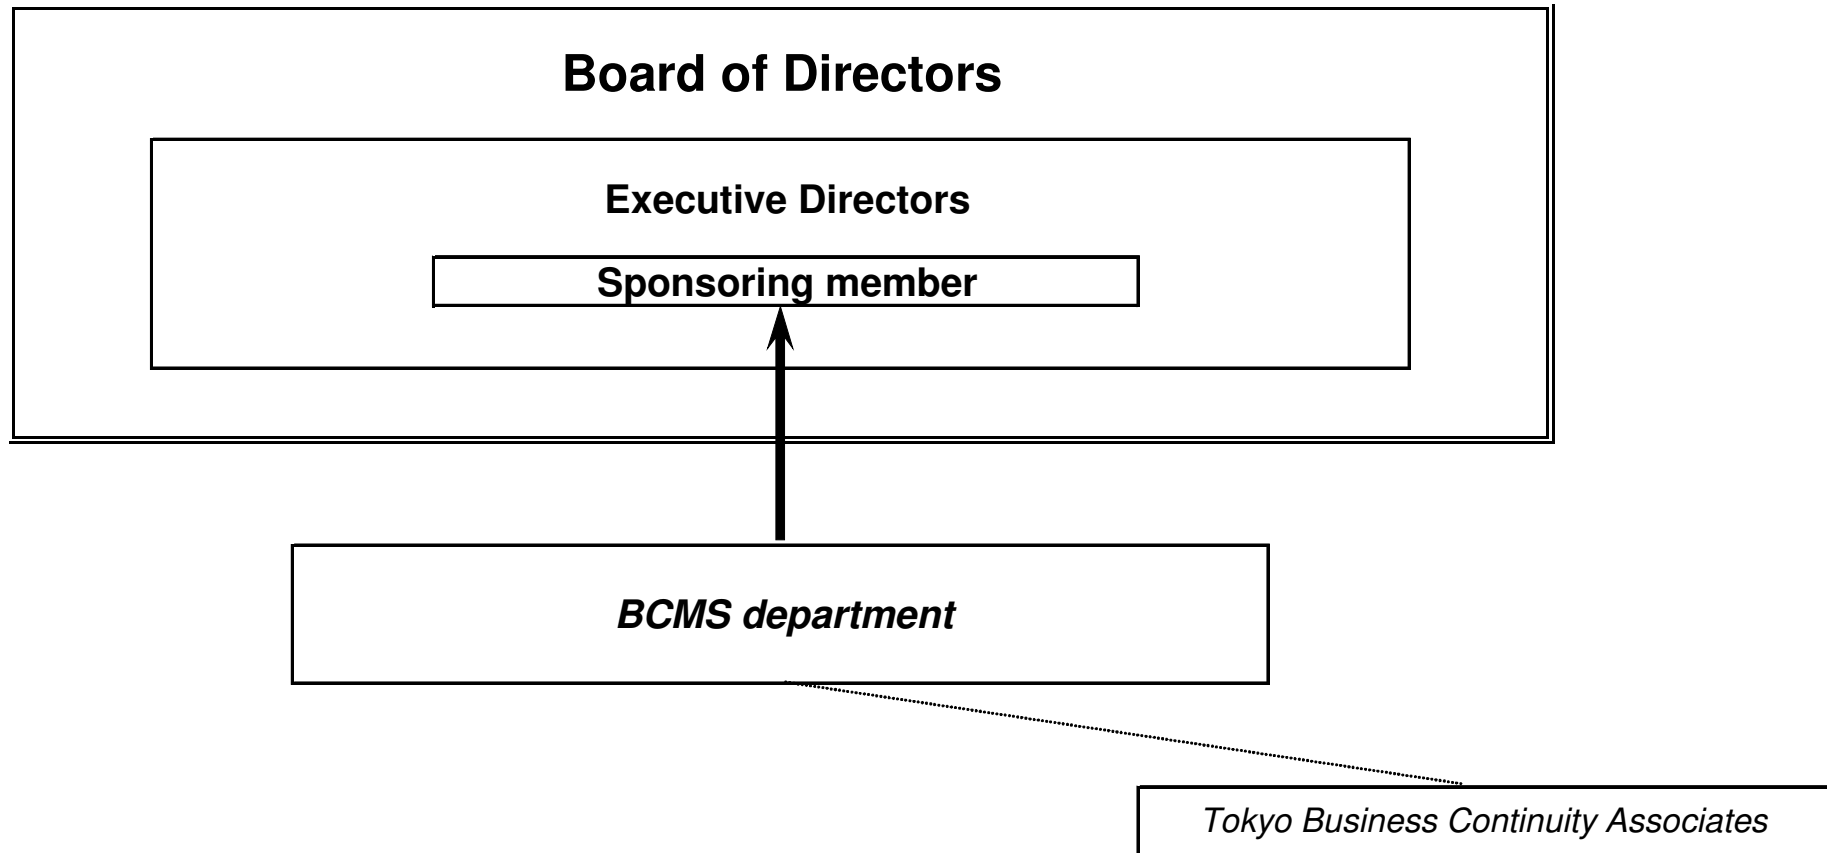 Board of Directors
Executive Directors
Sponsoring member
BCMS department
Tokyo Business Continuity Associates